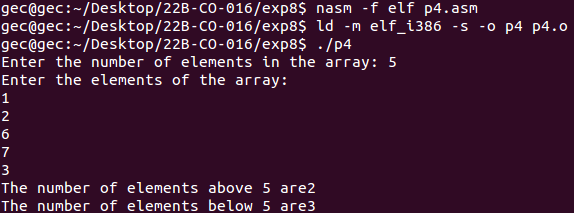 gec@gec:~/Desktop/22B-CO-016/exp8$ nasm -f elf p4.asm
gec@gec:~/Desktop/22B-CO-016/exp8$ ld -m elf_i386 -s -o p4 p4.o
gec@gec:~/Desktop/22B-CO-016/exp8$ ./p4
Enter the number of elements in the array: 5
Enter the elements of the array:
1
2
6
7
3
The number of elements above 5 are2
The number of elements below 5 are3